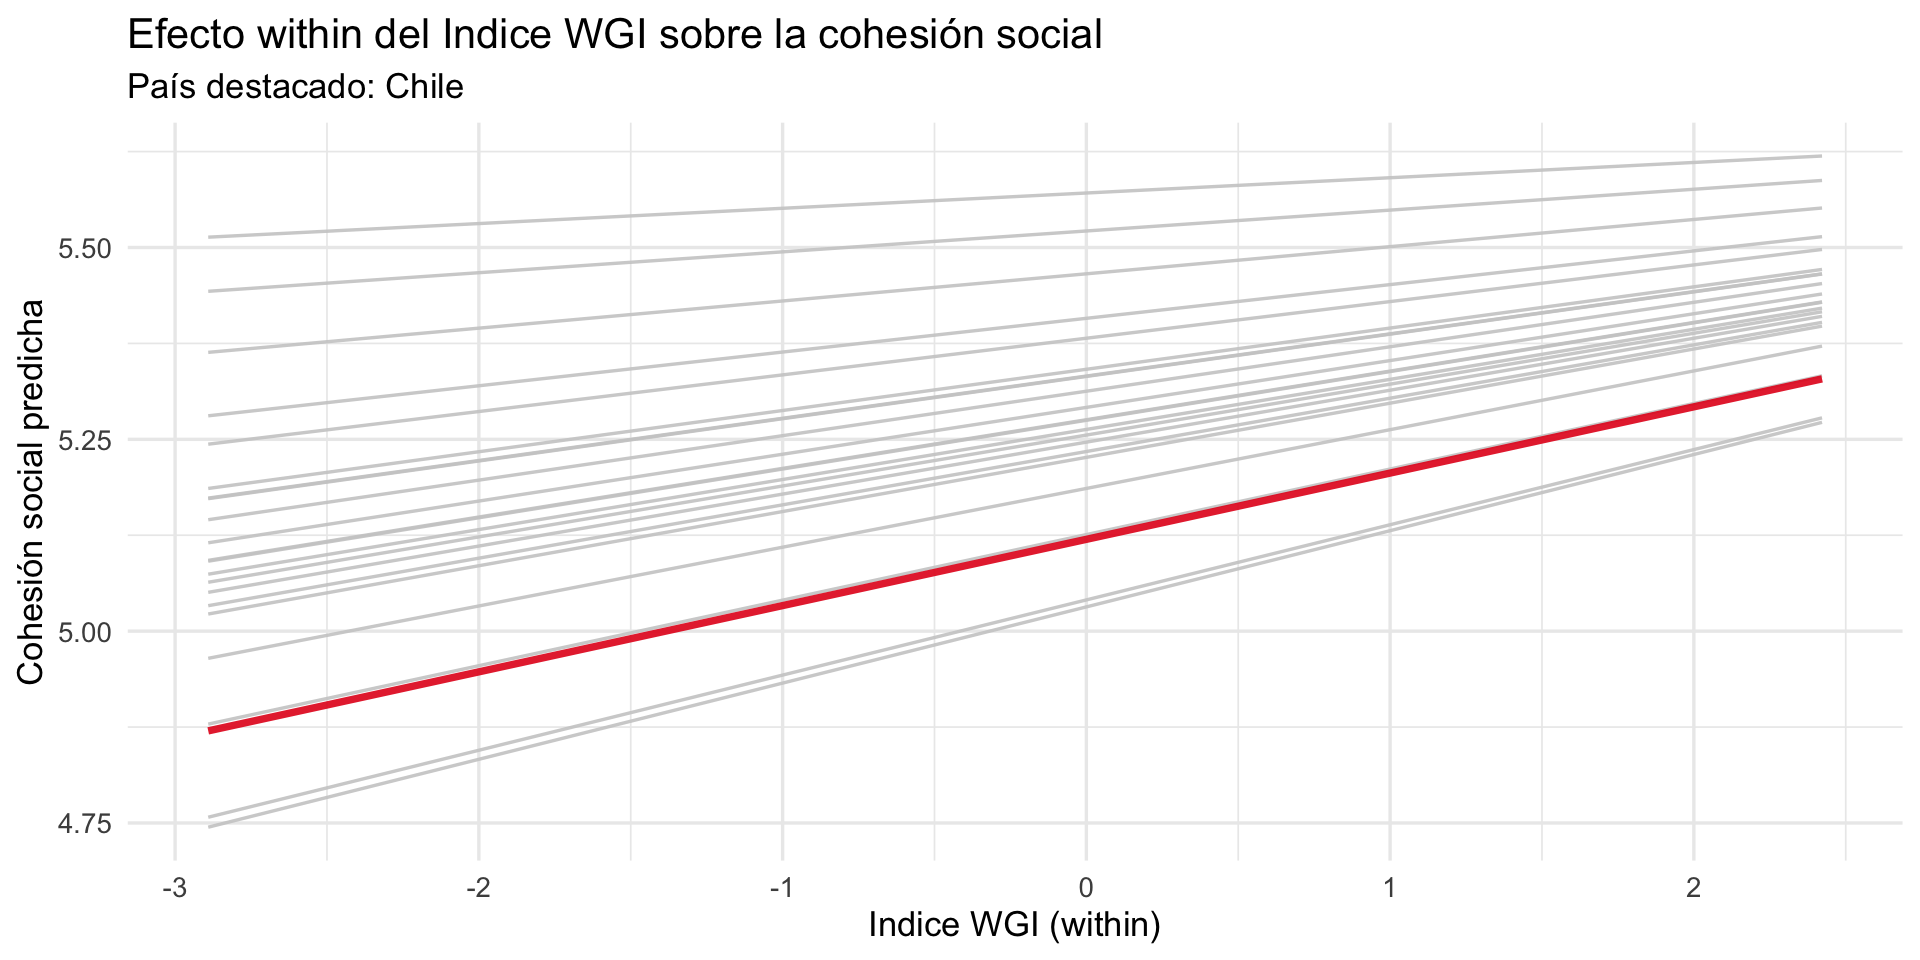 Efecto within del Indice WGI sobre la cohesión social
País destacado: Chile
Cohesión social predicha
5.50
5.25
5.00
4.75
-3 -2 -1 0 1 2
Indice WGI (within)